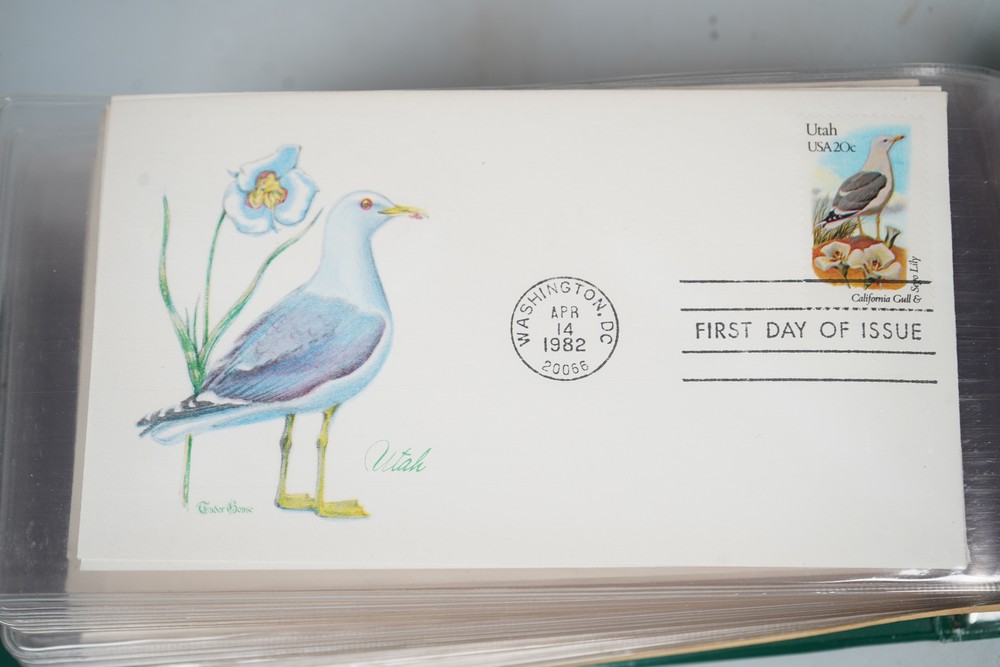 Utah
USA 20c
Sego Lily
California Gull &
WASHINGTON, DC
APR
14
1982
20066
FIRST DAY OF ISSUE
Utah
Tudor House